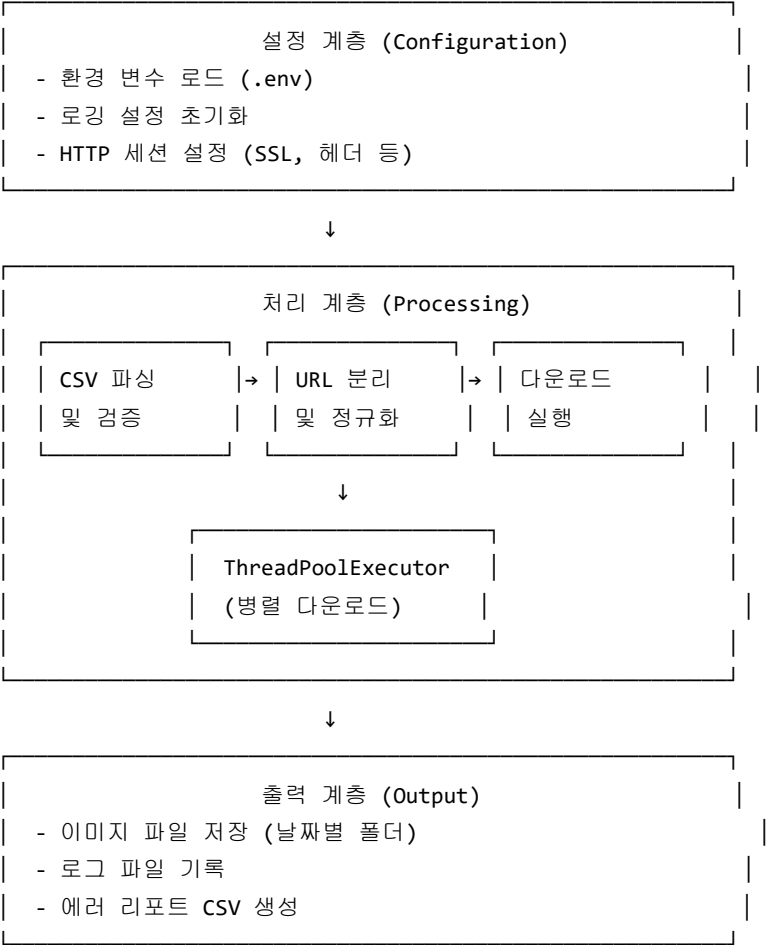 설정 계층 (Configuration)
- 환경 변수 로드 (.env)
- 로깅 설정 초기화
- HTTP 세션 설정 (SSL, 헤더 등)
↓
처리 계층 (Processing)
CSV 파싱 → URL 분리 → 다운로드
및 검증 및 정규화 실행
↓
ThreadPoolExecutor
(병렬 다운로드)
↓
출력 계층 (Output)
- 이미지 파일 저장 (날짜별 폴더)
- 로그 파일 기록
- 에러 리포트 CSV 생성